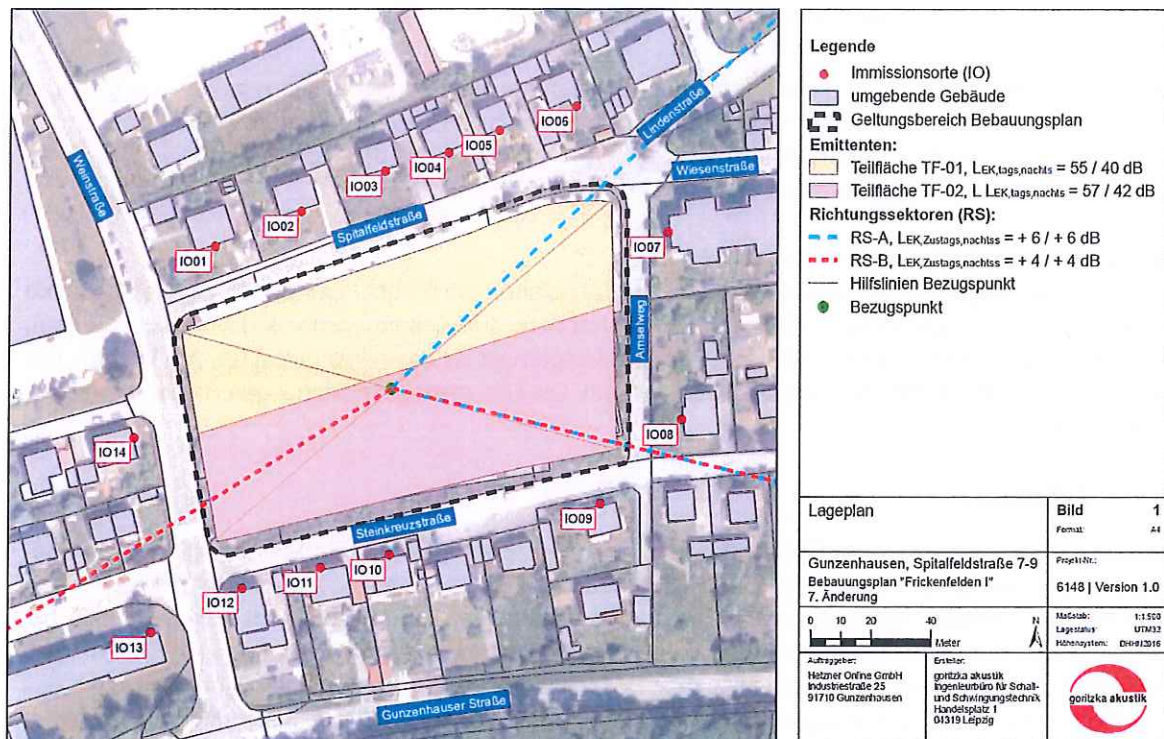 Weinstraße
Lindenstraße
Wiesenstraße
Spitalfeldstraße
Amselweg
Steinkreuzstraße
Gunzenhauser Straße
IO01
IO02
IO03
IO04
IO05
IO06
IO07
IO08
IO09
IO10
IO11
IO12
IO13
IO14
Legende
Immissionsorte (IO)
umgebende Gebäude
Geltungsbereich Bebauungsplan
Emittenten:
Teilfläche TF-01, LEK,tags,nachts = 55 / 40 dB
Teilfläche TF-02, L LEK,tags,nachts = 57 / 42 dB
Richtungssektoren (RS):
RS-A, LEK,Zustags,nachtss = + 6 / + 6 dB
RS-B, LEK,Zustags,nachtss = + 4 / + 4 dB
Hilfslinien Bezugspunkt
Bezugspunkt
Lageplan
Bild 1
Format: A4
Gunzenhausen, Spitalfeldstraße 7-9
Bebauungsplan "Frickenfelden I"
7. Änderung
Projekt-Nr.:
6148 | Version 1.0
0 10 20 40
Meter
N
Maßstab: 1:1500
Lagestatus: UTM32
Höhensystem: DHHN2016
Auftraggeber:
Hetzner Online GmbH
Industriestraße 25
91710 Gunzenhausen
Ersteller:
goritzka akustik
Ingenieurbüro für Schall-
und Schwingungstechnik
Handelsplatz 1
04319 Leipzig
goritzka akustik